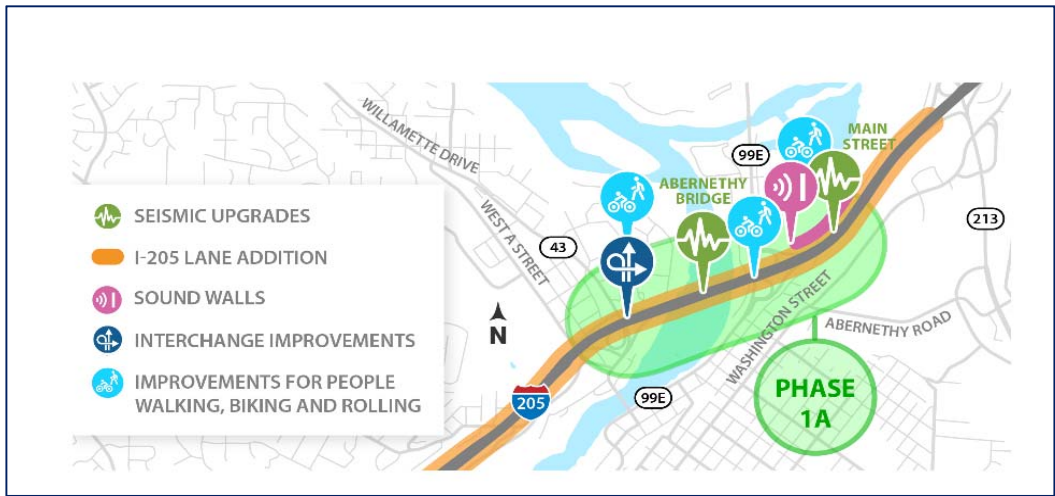 SEISMIC UPGRADES
I-205 LANE ADDITION
SOUND WALLS
INTERCHANGE IMPROVEMENTS
IMPROVEMENTS FOR PEOPLE
WALKING, BIKING AND ROLLING
WILLAMETTE DRIVE
WEST A STREET
43
N
205
ABERNETHY
BRIDGE
99E
MAIN
STREET
213
WASHINGTON STREET
ABERNETHY ROAD
99E
PHASE
1A